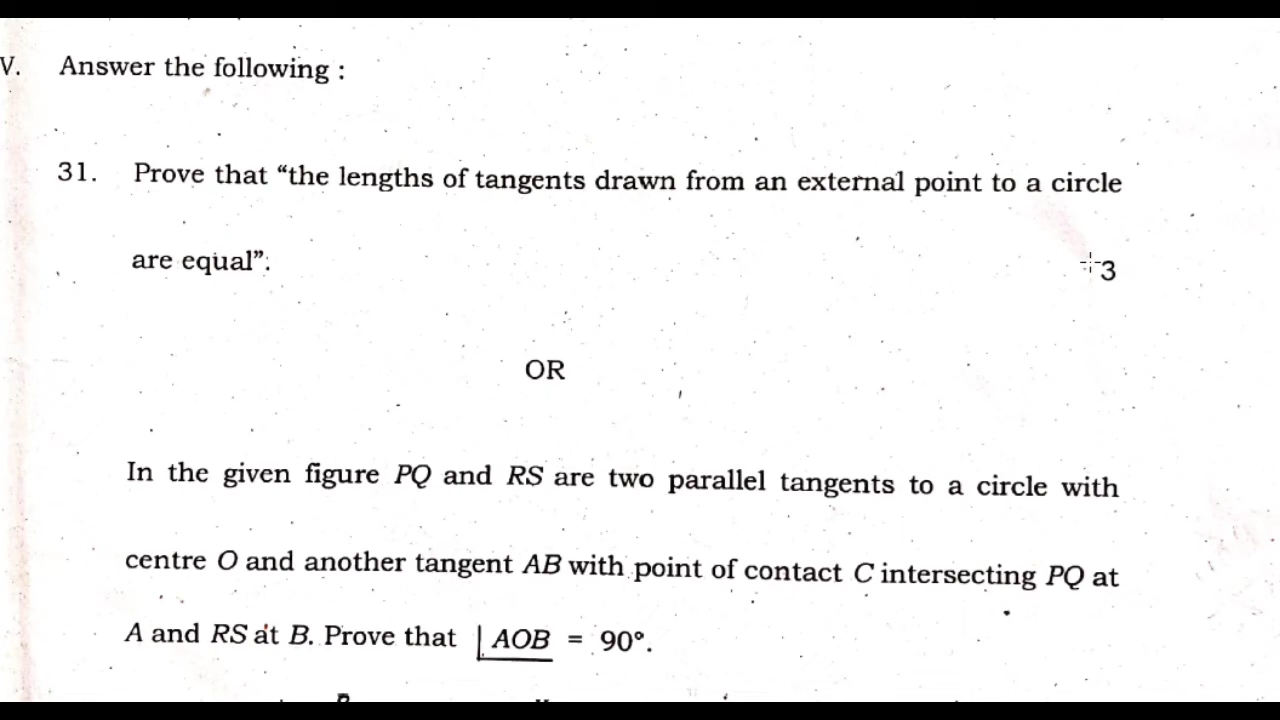 V. Answer the following :
31. Prove that “the lengths of tangents drawn from an external point to a circle
are equal”.
3
OR
In the given figure PQ and RS are two parallel tangents to a circle with
centre O and another tangent AB with point of contact C intersecting PQ at
A and RS at B. Prove that ∠AOB = 90°.